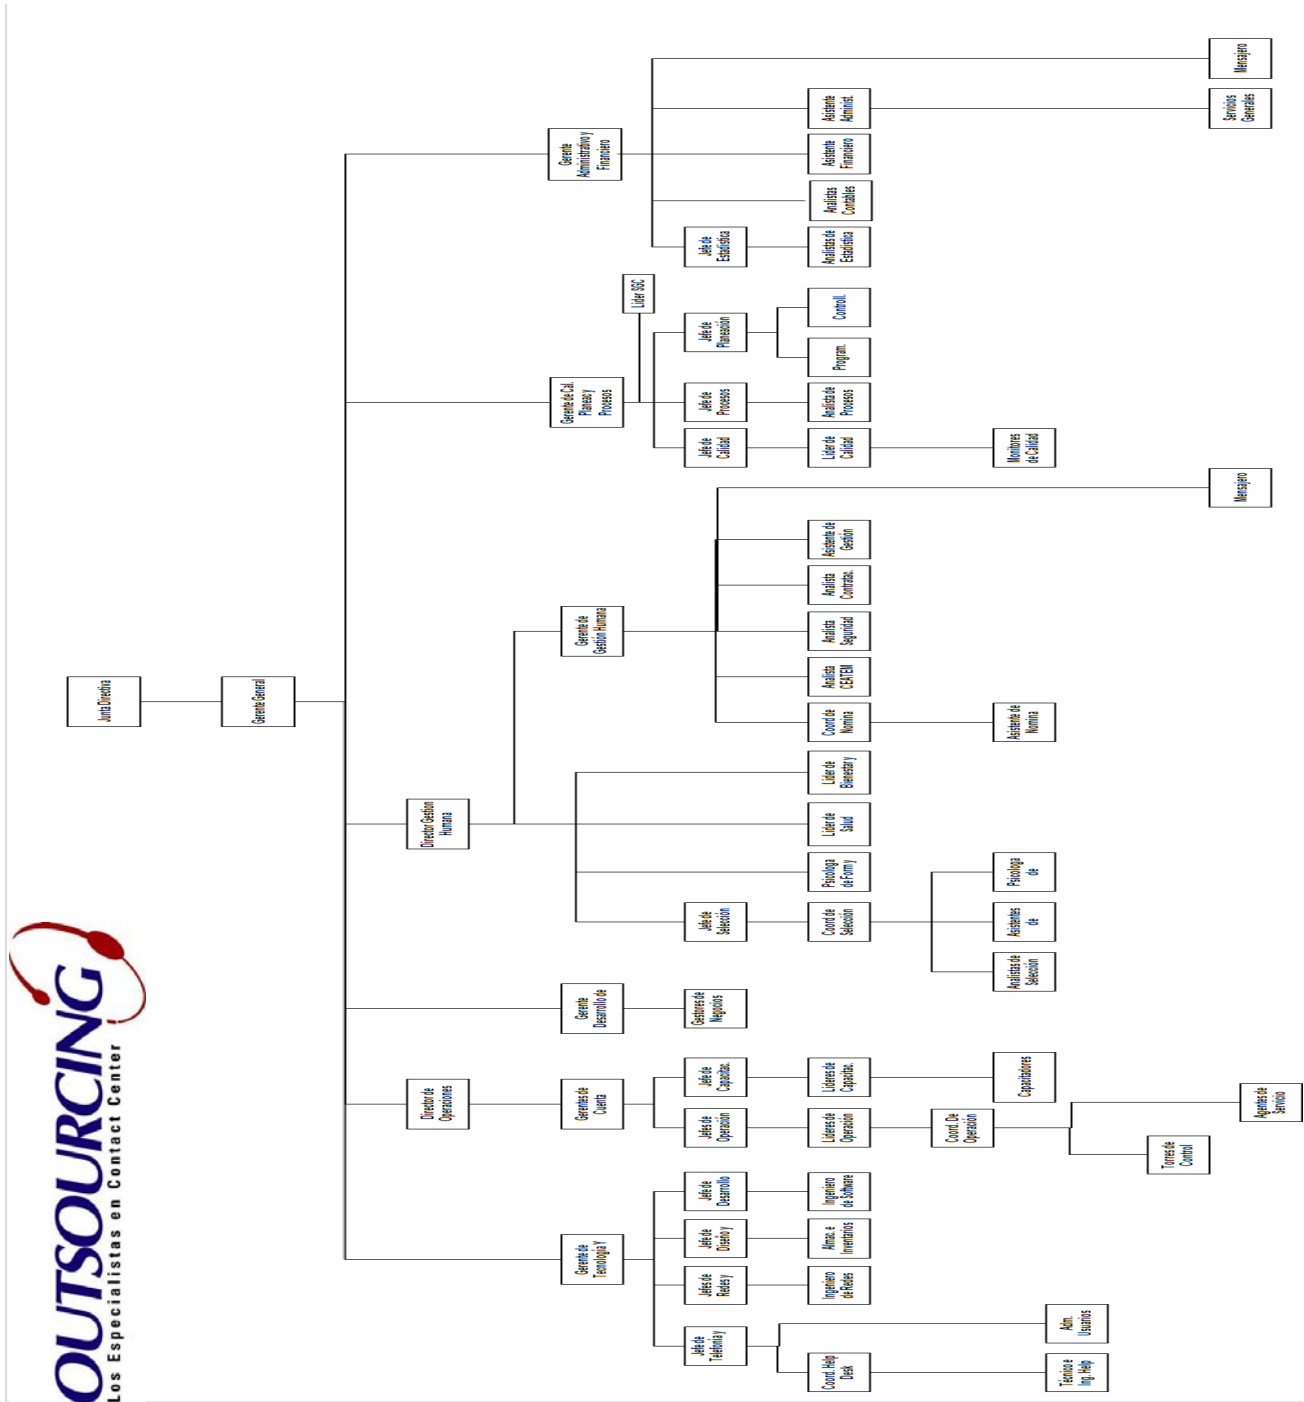 OUTSOURCING
Los Especialistas en Contact Center
Junta Directiva
Gerente General
Gerente de
Tecnología Y
Director de
Operaciones
Gerente
Desarrollo de
Director Gestion
Humana
Gerente de Cal.
Planeac y
Procesos
Gerente
Administrativo y
Financiero
Gerentes de
Cuenta
Gerente de
Gestión Humana
Lider SGC
Jefe de
Telefonía y
Jefes de
Redes y
Jefe de
Diseño y
Jefe de
Desarrollo
Jefes de
Operación
Jefe de
Capacitac.
Gestores de
Negocios
Jefe de
Selección
Jefe de
Calidad
Jefe de
Procesos
Jefe de
Planeación
Jefe de
Estadística
Coord. Help
Desk
Ingeniero
de Redes
Almac. e
Inventarios
Ingeniero
de Software
Líderes de
Operación
Líderes de
Capacitac.
Coord de
Selección
Psicologa
de Form y
Lider de
Salud
Lider de
Bienestar y
Coord de
Nomina
Analista
CEATEM
Analista
Seguridad
Analista
Contratac.
Asistente de
Gestión
Líder de
Calidad
Analista de
Procesos
Program.
Controll.
Analistas de
Estadística
Analistas
Contables
Asistente
Financiero
Asistente
Administ.
Coord. De
Operación
Capacitadores
Analistas de
Selección
Asistentes
de
Psicologa
de
Asistente de
Nomina
Monitores
de Calidad
Técnico e
Ing. Help
Adm.
Usuarios
Torres de
Control
Agentes de
Servicio
Mensajero
Servicios
Generales
Mensajero